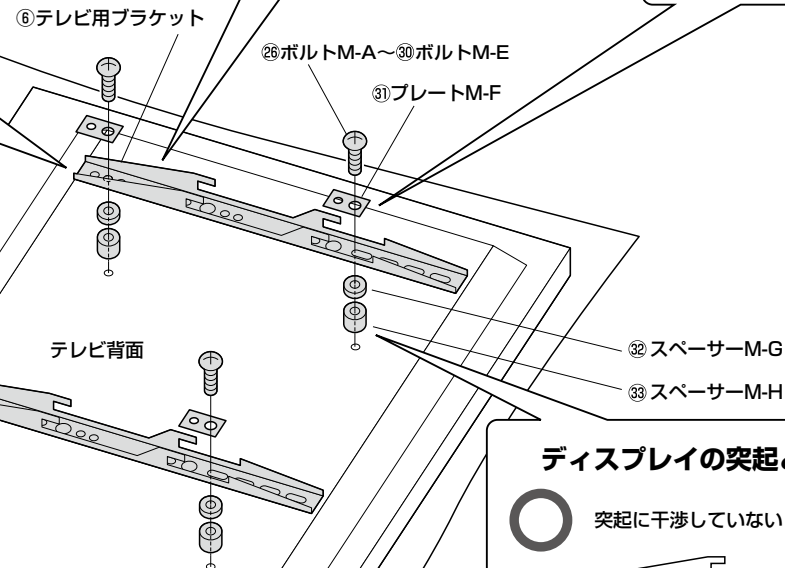 ⑥テレビ用ブラケット
㉖ボルトM-A〜㉚ボルトM-E
㉛プレートM-F
テレビ背面
㉜スペーサーM-G
㉝スペーサーM-H
ディスプレイの突起
突起に干渉していない